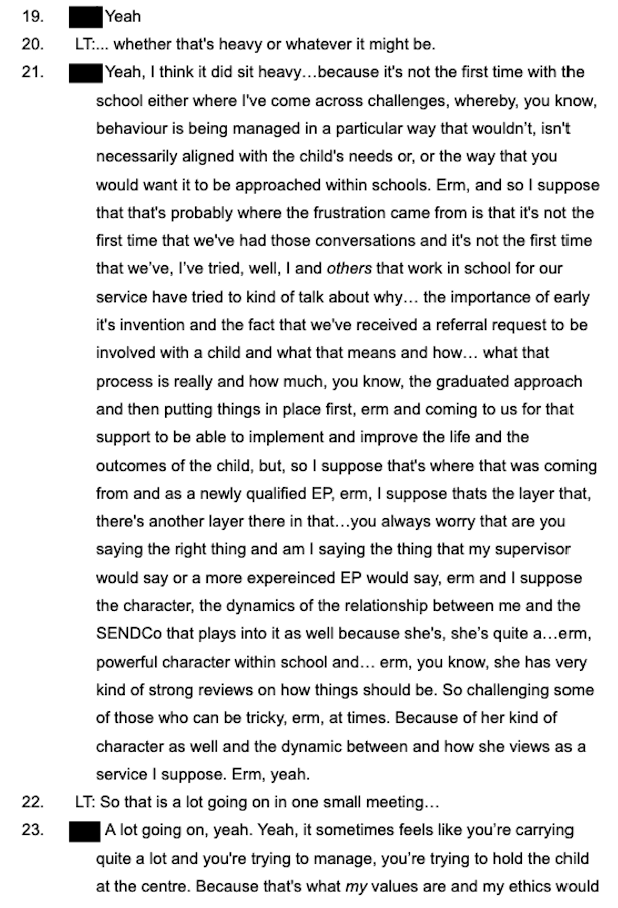 19. Yeah
20. LT:... whether that's heavy or whatever it might be.
21. Yeah, I think it did sit heavy…because it's not the first time with the
school either where I've come across challenges, whereby, you know,
behaviour is being managed in a particular way that wouldn't, isn't
necessarily aligned with the child's needs or, or the way that you
would want it to be approached within schools. Erm, and so I suppose
that that's probably where the frustration came from is that it's not the
first time that we've had those conversations and it's not the first time
that we've, I've tried, well, I and others that work in school for our
service have tried to kind of talk about why… the importance of early
it's invention and the fact that we've received a referral request to be
involved with a child and what that means and how… what that
process is really and how much, you know, the graduated approach
and then putting things in place first, erm and coming to us for that
support to be able to implement and improve the life and the
outcomes of the child, but, so I suppose that's where that was coming
from and as a newly qualified EP, erm, I suppose thats the layer that,
there's another layer there in that…you always worry that are you
saying the right thing and am I saying the thing that my supervisor
would say or a more expereinced EP would say, erm and I suppose
the character, the dynamics of the relationship between me and the
SENDCo that plays into it as well because she's, she's quite a…erm,
powerful character within school and… erm, you know, she has very
kind of strong reviews on how things should be. So challenging some
of those who can be tricky, erm, at times. Because of her kind of
character as well and the dynamic between and how she views as a
service I suppose. Erm, yeah.
22. LT: So that is a lot going on in one small meeting…
23. A lot going on, yeah. Yeah, it sometimes feels like you're carrying
quite a lot and you're trying to manage, you're trying to hold the child
at the centre. Because that's what my values are and my ethics would